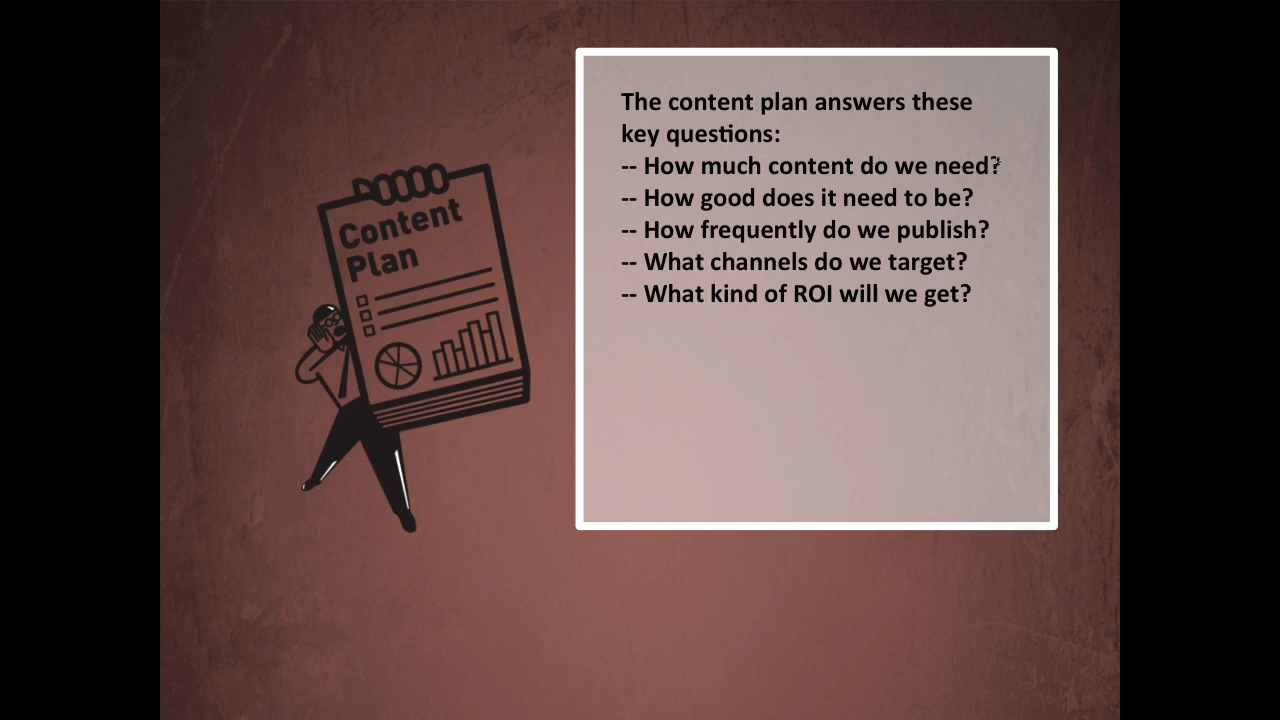 Content
Plan
The content plan answers these
key questions:
-- How much content do we need?
-- How good does it need to be?
-- How frequently do we publish?
-- What channels do we target?
-- What kind of ROI will we get?